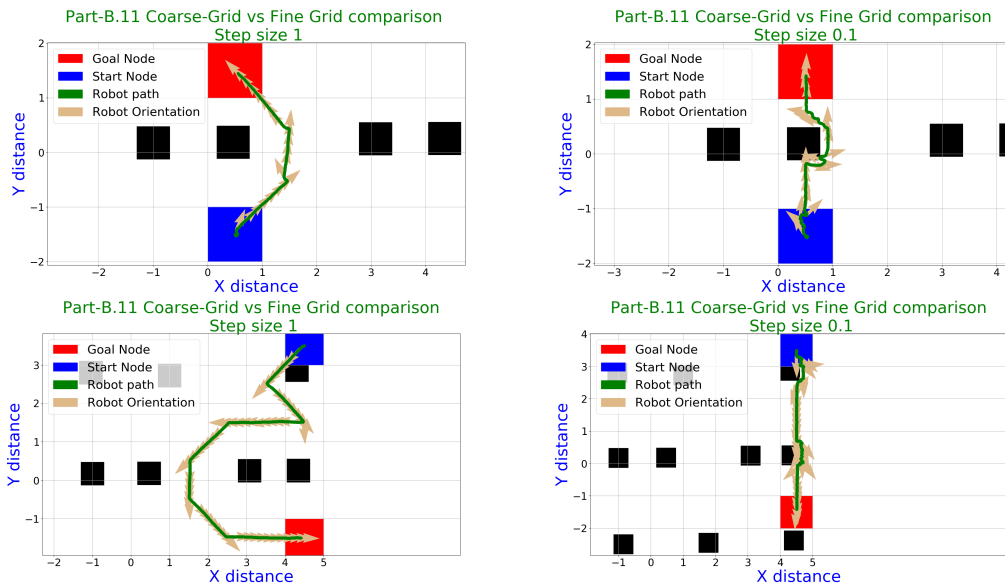 Part-B.11 Coarse-Grid vs Fine Grid comparison
Step size 1
Goal Node
Start Node
Robot path
Robot Orientation
Y distance
2
1
0
−1
−2
−2
−1
0
1
2
3
4
X distance
Part-B.11 Coarse-Grid vs Fine Grid comparison
Step size 0.1
Goal Node
Start Node
Robot path
Robot Orientation
Y distance
2
1
0
−1
−2
−3
−2
−1
0
1
2
3
4
X distance
Part-B.11 Coarse-Grid vs Fine Grid comparison
Step size 1
Goal Node
Start Node
Robot path
Robot Orientation
Y distance
3
2
1
0
−1
−2
−1
0
1
2
3
4
5
X distance
Part-B.11 Coarse-Grid vs Fine Grid comparison
Step size 0.1
Goal Node
Start Node
Robot path
Robot Orientation
Y distance
4
3
2
1
0
−1
−2
−1
0
1
2
3
4
5
X distance